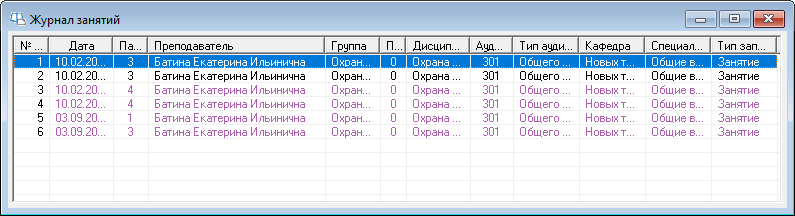 Журнал занятий
№ ... Дата Па... Преподаватель Группа П... Дисцип... Ауд... Тип ауди... Кафедра Специал... Тип зап...
1 10.02.20... 3 Батина Екатерина Ильинична Охран... 0 Охрана ... 301 Общего ... Новых т... Общие в... Занятие
2 10.02.20... 3 Батина Екатерина Ильинична Охран... 0 Охрана ... 301 Общего ... Новых т... Общие в... Занятие
3 10.02.20... 4 Батина Екатерина Ильинична Охран... 0 Охрана ... 301 Общего ... Новых т... Общие в... Занятие
4 10.02.20... 4 Батина Екатерина Ильинична Охран... 0 Охрана ... 301 Общего ... Новых т... Общие в... Занятие
5 03.09.20... 1 Батина Екатерина Ильинична Охран... 0 Охрана ... 301 Общего ... Новых т... Общие в... Занятие
6 03.09.20... 3 Батина Екатерина Ильинична Охран... 0 Охрана ... 301 Общего ... Новых т... Общие в... Занятие